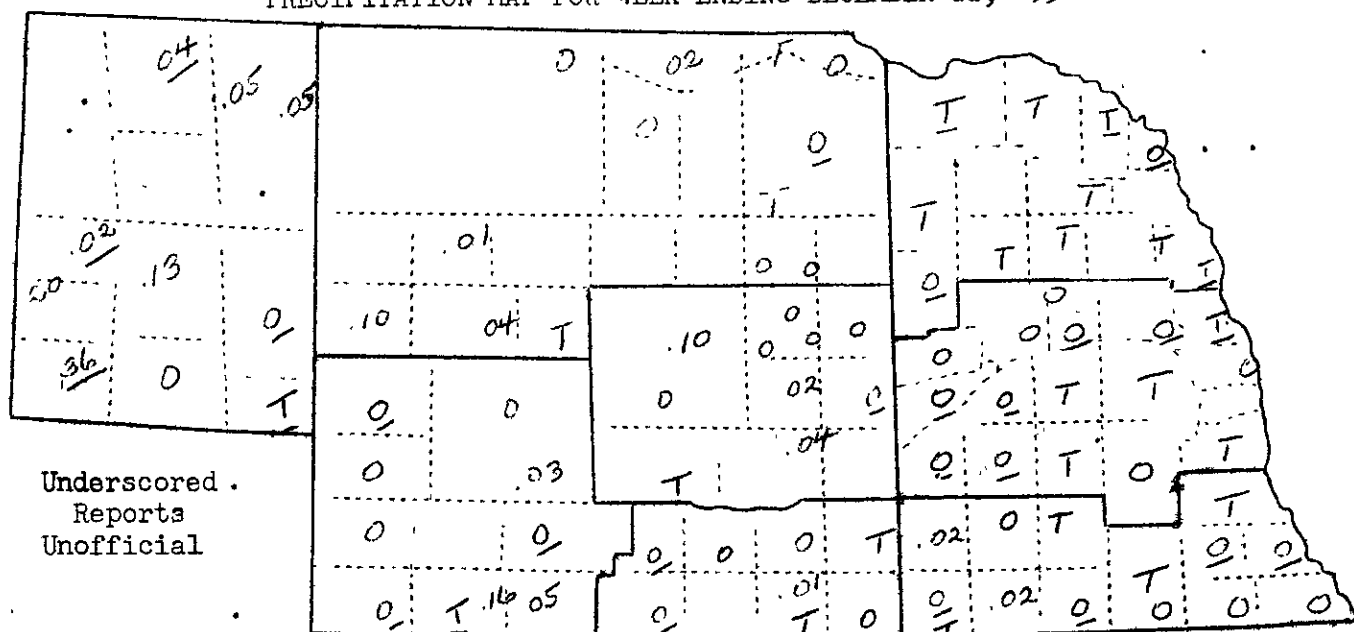 PRECIPITATION MAP FOR WEEK ENDING DECEMBER
04
.05 .05
0 02 T 0
0
0
T T T
0
T
T
T
.02
.13
.01
T T T T
0 0
0
0
.10 04 T
.10 0 0
0 0 0
0 0 0 0 T
0
.36 0
T
0 0
0 02 0
0 0 T T
.04
0 .03
T
0 0 T 0 T
Underscored
Reports
Unofficial
0 0
0 0 0 T
.02 0 T
T
0 0
0 T .16 05
0 .01
T 0
0 .02 0 T 0 0 0
T